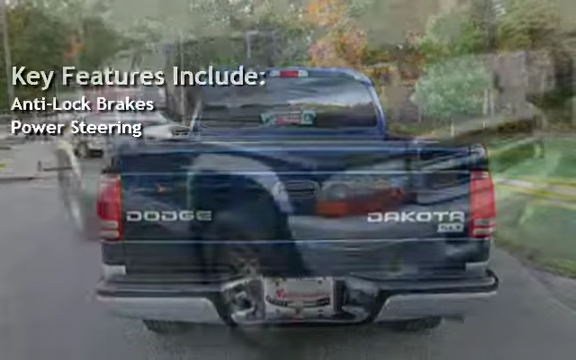 Key Features Include:
Anti-Lock Brakes
Power Steering
DODGE
DAKOTA